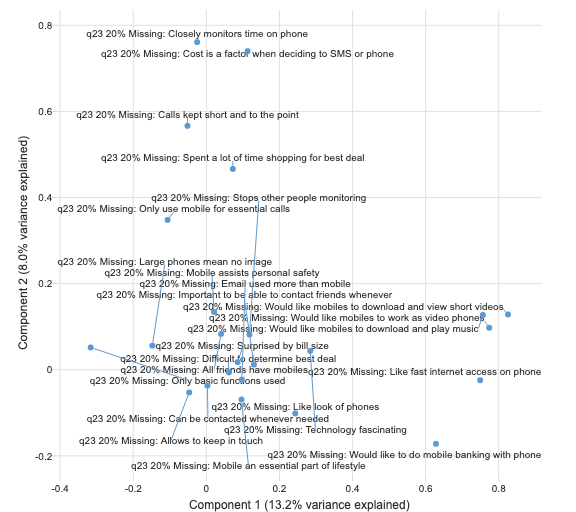 0.8
q23 20% Missing: Closely monitors time on phone
q23 20% Missing: Cost is a factor when deciding to SMS or phone
0.6
q23 20% Missing: Calls kept short and to the point
q23 20% Missing: Spent a lot of time shopping for best deal
0.4
q23 20% Missing: Stops other people monitoring
q23 20% Missing: Only use mobile for essential calls
q23 20% Missing: Large phones mean no image
q23 20% Missing: Mobile assists personal safety
0.2
q23 20% Missing: Email used more than mobile
q23 20% Missing: Important to be able to contact friends whenever
q23 20% Missing: Would like mobiles to download and view short videos
q23 20% Missing: Would like mobiles to work as video phones
q23 20% Missing: Would like mobiles to download and play music
q23 20% Missing: Surprised by bill size
q23 20% Missing: Difficult to determine best deal
0
q23 20% Missing: All friends have mobiles
q23 20% Missing: Like fast internet access on phone
q23 20% Missing: Only basic functions used
q23 20% Missing: Like look of phones
q23 20% Missing: Can be contacted whenever needed
q23 20% Missing: Technology fascinating
q23 20% Missing: Allows to keep in touch
-0.2
q23 20% Missing: Would like to do mobile banking with phone
q23 20% Missing: Mobile an essential part of lifestyle
-0.4
-0.2
0
0.2
0.4
0.6
0.8
Component 1 (13.2% variance explained)
Component 2 (8.0% variance explained)